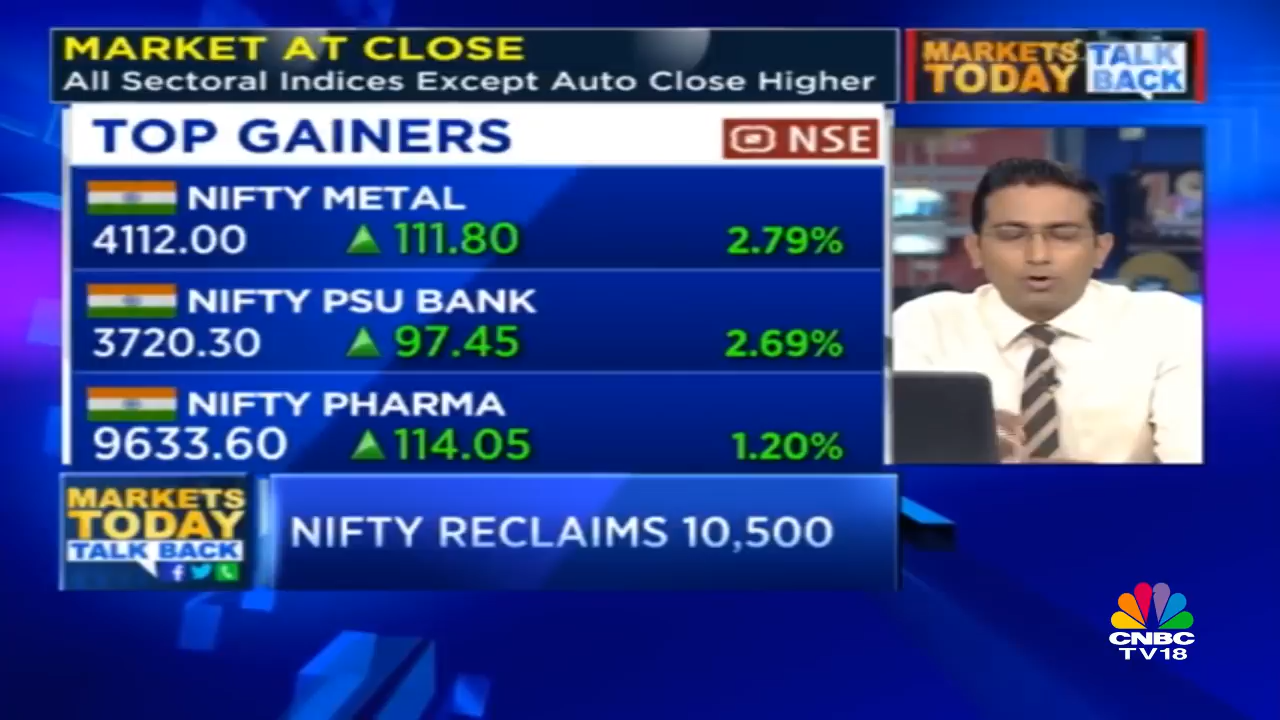 MARKET AT CLOSE
All Sectoral Indices Except Auto Close Higher
MARKETS
TODAY
TALK
BACK
TOP GAINERS
NSE
NIFTY METAL
4112.00 ▲ 111.80 2.79%
NIFTY PSU BANK
3720.30 ▲ 97.45 2.69%
NIFTY PHARMA
9633.60 ▲ 114.05 1.20%
MARKETS
TODAY
TALK BACK
NIFTY RECLAIMS 10,500
CNBC
TV18